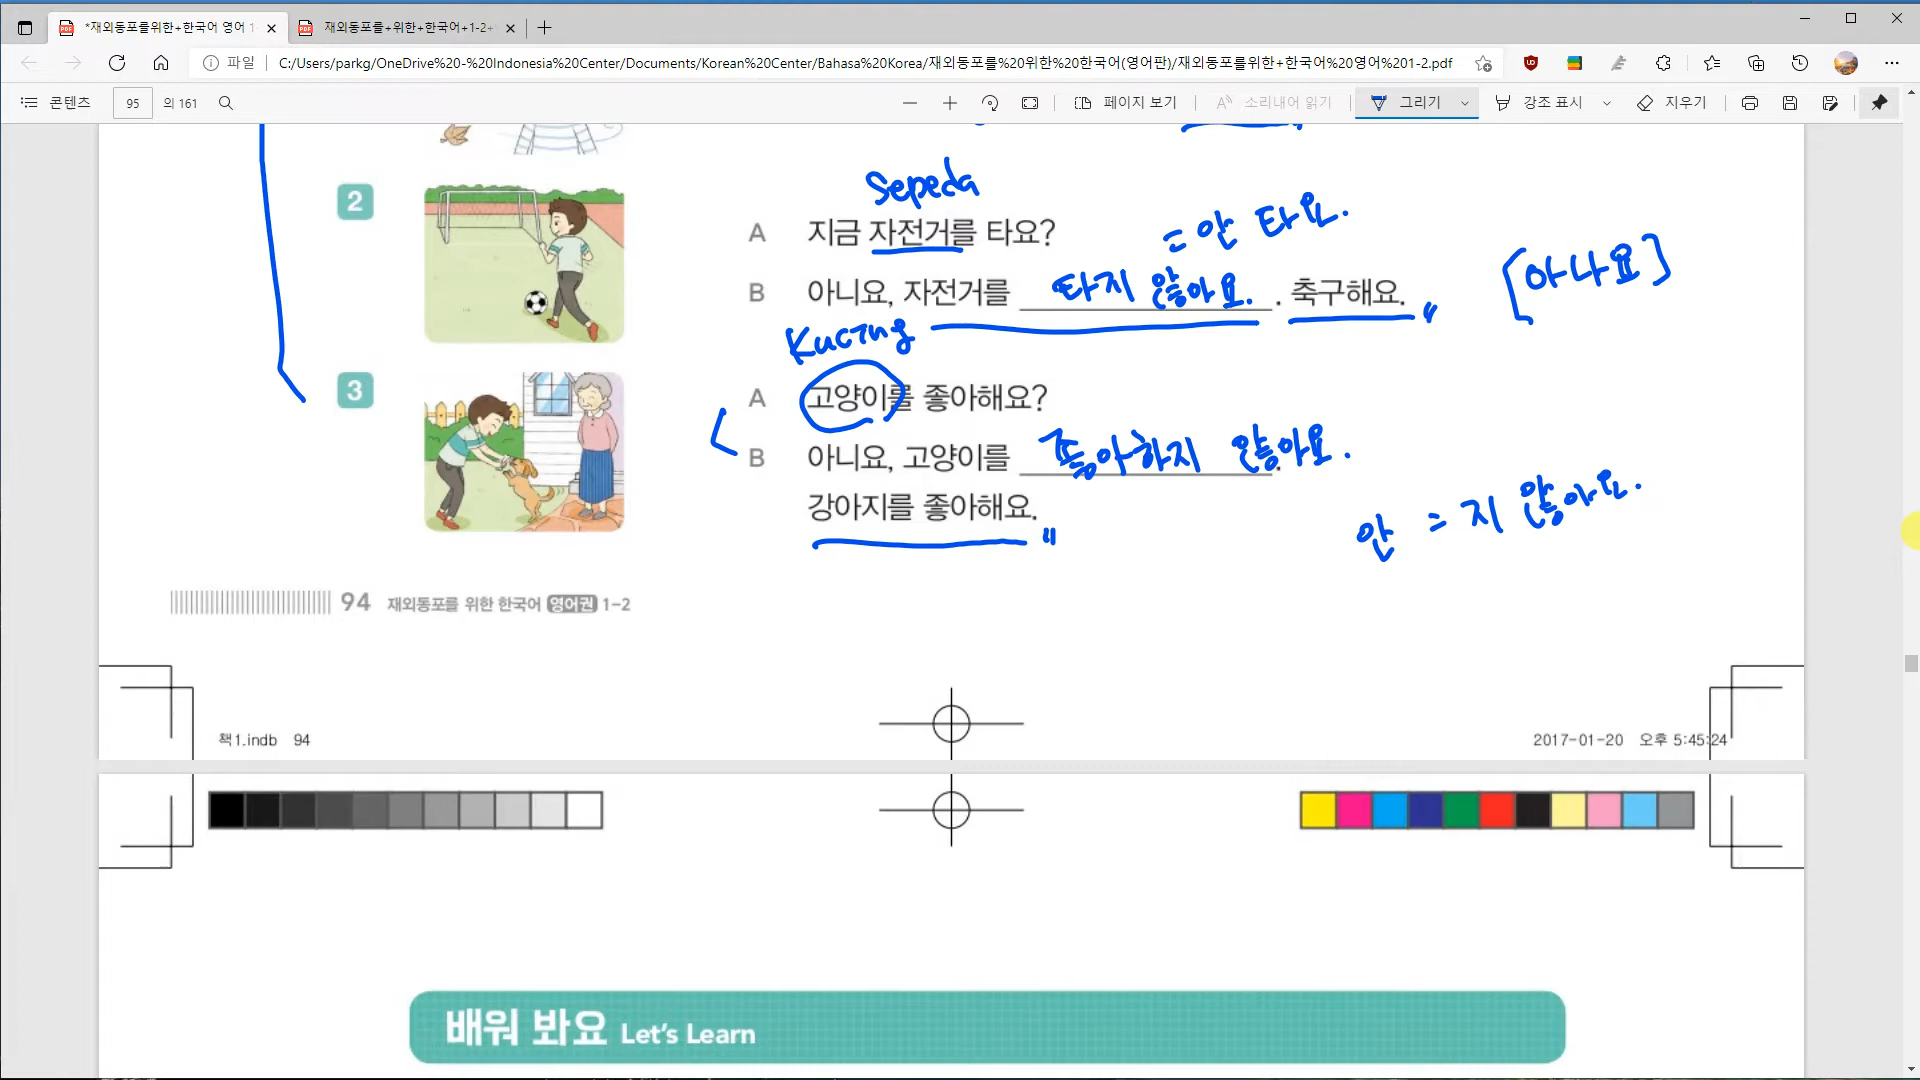 *재외동포를위한+한국어 영어 1
재외동포를+위한+한국어+1-2+
파일
C:/Users/parkg/OneDrive%20-%20Indonesia%20Center/Documents/Korean%20Center/Bahasa%20Korea/재외동포를%20위한%20한국어(영어판)/재외동포를위한+한국어%20영어%201-2.pdf
콘텐츠
95
의 161
페이지 보기
소리내어 읽기
그리기
강조 표시
지우기
Sepeda
2
A 지금 자전거를 타요?
= 안 타요.
B 아니요, 자전거를 타지 않아요. . 축구해요.
[아나요]
Kucing
3
A 고양이를 좋아해요?
B 아니요, 고양이를 좋아하지 않아요.
강아지를 좋아해요.
안 = 지 않아요.
94 재외동포를 위한 한국어 영어권 1-2
책1.indb 94
2017-01-20 오후 5:45:24
배워 봐요 Let's Learn